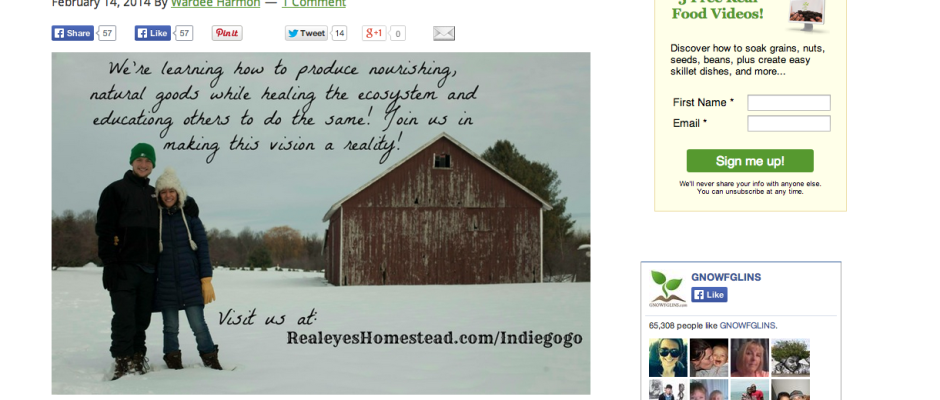 February 14, 2014 By Wardee Harmon — 1 Comment
Share 57 Like 57 Pin it Tweet 14 g+1 0
We're learning how to produce nourishing,
natural goods while healing the ecosystem and
educationg others to do the same! Join us in
making this vision a reality!
Visit us at:
RealeyesHomestead.com/Indiegogo
Food Videos!
Discover how to soak grains, nuts,
seeds, beans, plus create easy
skillet dishes, and more...
First Name *
Email *
Sign me up!
We'll never share your info with anyone else.
You can unsubscribe at any time.
GNOWFGLINS
Like
GNOWFGLINS.com
65,308 people like GNOWFGLINS.